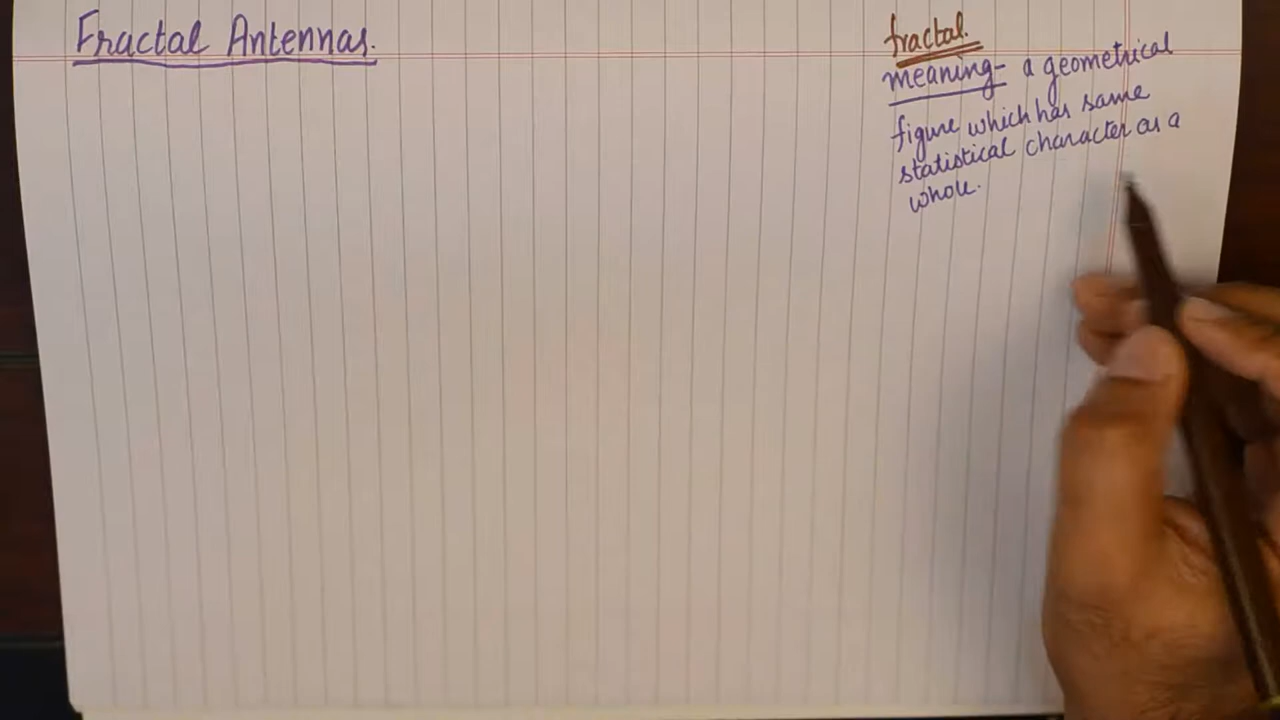 Fractal Antennas.
fractal.
meaning- a geometrical
figure which has same
statistical character as a
whole.